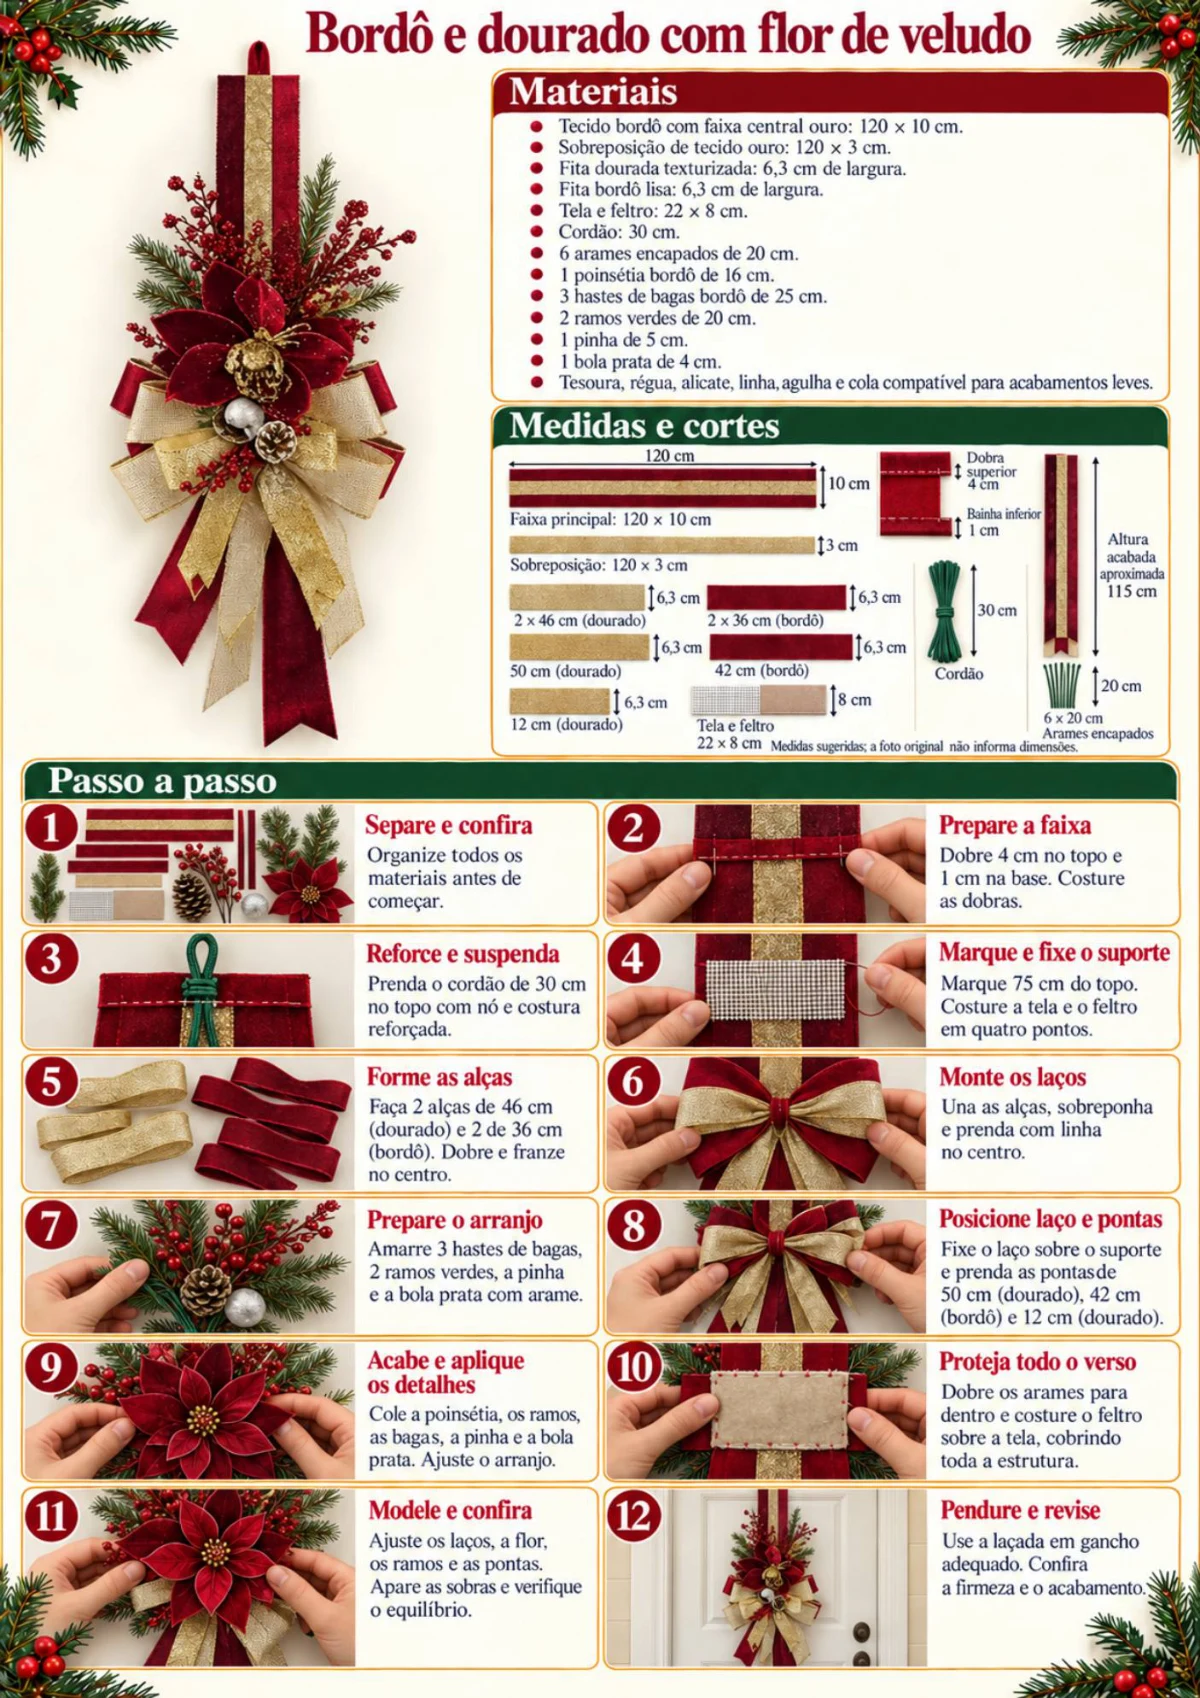 Bordô e dourado com flor de veludo
Materiais
Tecido bordô com faixa central ouro: 120 × 10 cm.
Sobreposição de tecido ouro: 120 × 3 cm.
Fita dourada texturizada: 6,3 cm de largura.
Fita bordô lisa: 6,3 cm de largura.
Tela e feltro: 22 × 8 cm.
Cordão: 30 cm.
6 arames encapados de 20 cm.
1 poinsétia bordô de 16 cm.
3 hastes de bagas bordô de 25 cm.
2 ramos verdes de 20 cm.
1 pinha de 5 cm.
1 bola prata de 4 cm.
Tesoura, régua, alicate, linha, agulha e cola compatível para acabamentos leves.
Medidas e cortes
120 cm
10 cm
Faixa principal: 120 × 10 cm
3 cm
Sobreposição: 120 × 3 cm
6,3 cm
2 × 46 cm (dourado)
6,3 cm
2 × 36 cm (bordô)
6,3 cm
50 cm (dourado)
6,3 cm
42 cm (bordô)
6,3 cm
12 cm (dourado)
8 cm
Tela e feltro
22 × 8 cm
Dobra
superior
4 cm
Bainha inferior
1 cm
30 cm
Cordão
Altura
acabada
aproximada
115 cm
20 cm
6 × 20 cm
Arames encapados
Medidas sugeridas; a foto original não informa dimensões.
Passo a passo
1
Separe e confira
Organize todos os
materiais antes de
começar.
2
Prepare a faixa
Dobre 4 cm no topo e
1 cm na base. Costure
as dobras.
3
Reforce e suspenda
Prenda o cordão de 30 cm
no topo com nó e costura
reforçada.
4
Marque e fixe o suporte
Marque 75 cm do topo.
Costure a tela e o feltro
em quatro pontos.
5
Forme as alças
Faça 2 alças de 46 cm
(dourado) e 2 de 36 cm
(bordô). Dobre e franze
no centro.
6
Monte os laços
Una as alças, sobreponha
e prenda com linha
no centro.
7
Prepare o arranjo
Amarre 3 hastes de bagas,
2 ramos verdes, a pinha
e a bola prata com arame.
8
Posicione laço e pontas
Fixe o laço sobre o suporte
e prenda as pontas de
50 cm (dourado), 42 cm
(bordô) e 12 cm (dourado).
9
Acabe e aplique
os detalhes
Cole a poinsétia, os ramos,
as bagas, a pinha e a bola
prata. Ajuste o arranjo.
10
Proteja todo o verso
Dobre os arames para
dentro e costure o feltro
sobre a tela, cobrindo
toda a estrutura.
11
Modele e confira
Ajuste os laços, a flor,
os ramos e as pontas.
Apare as sobras e verifique
o equilíbrio.
12
Pendure e revise
Use a laçada em gancho
adequado. Confira
a firmeza e o acabamento.